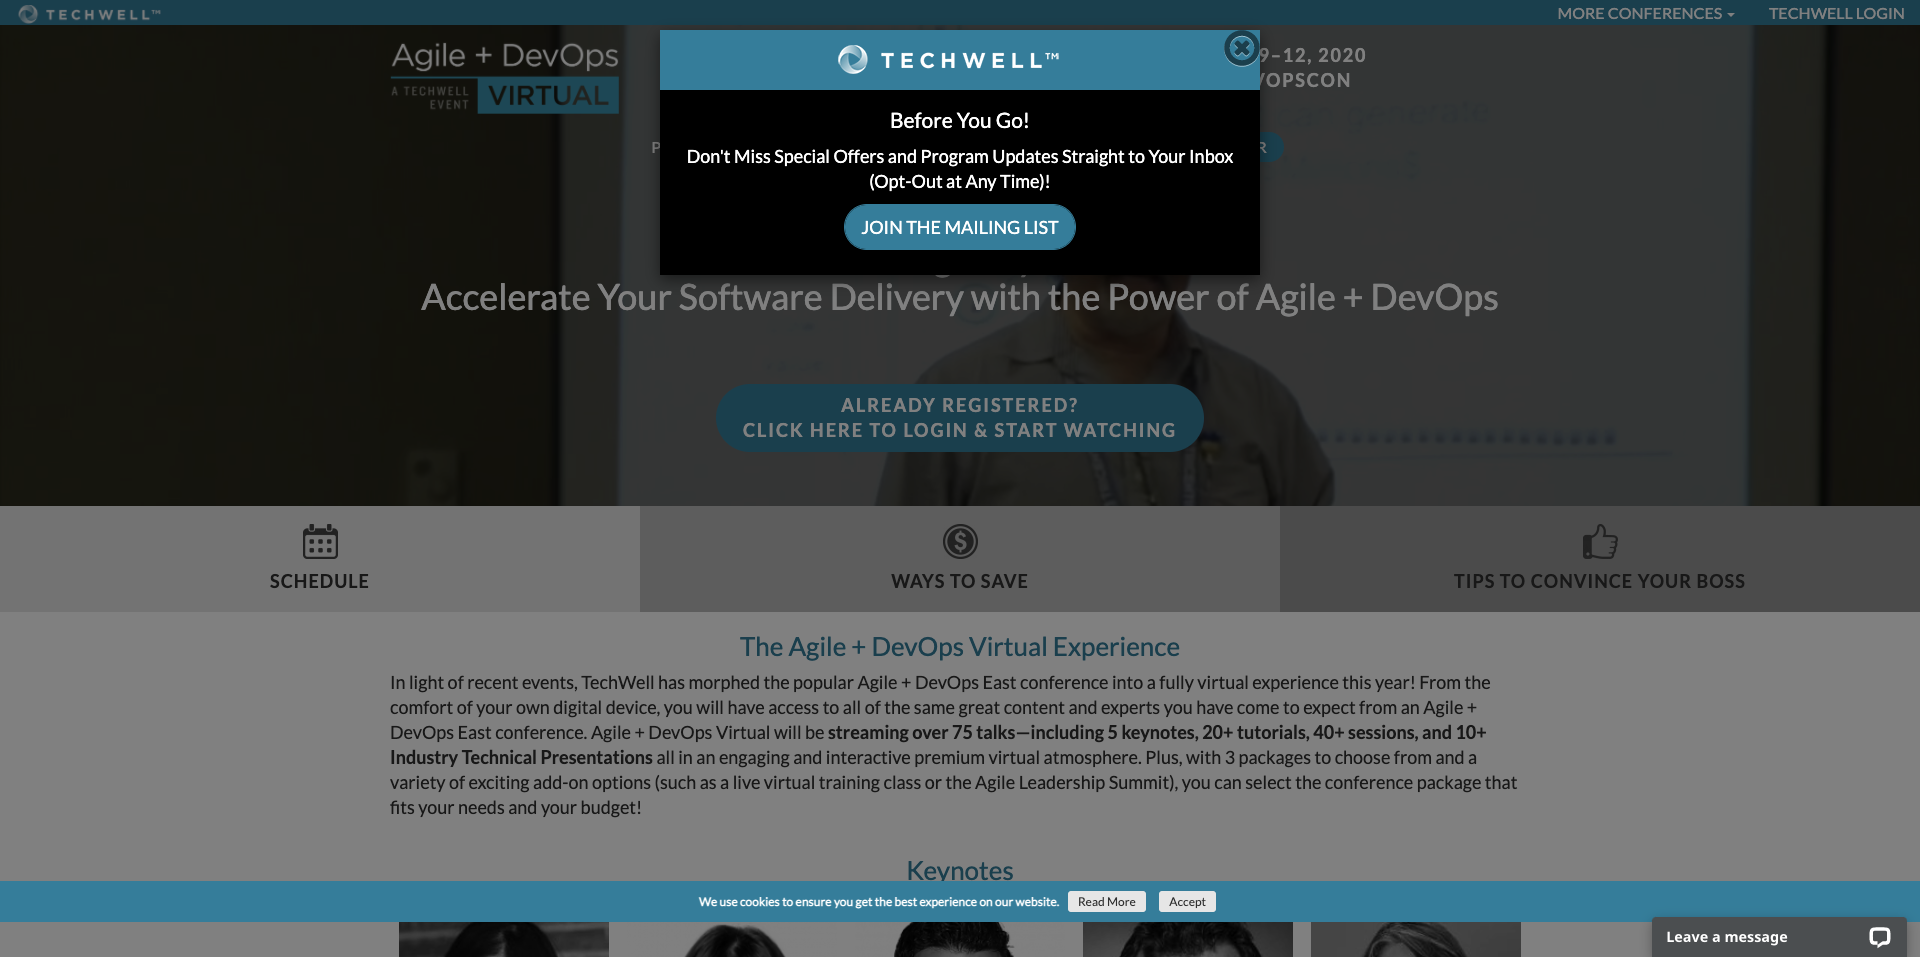 TECHWELL™
MORE CONFERENCES
TECHWELL LOGIN
Agile + DevOps
A TECHWELL
EVENT
VIRTUAL
9–12, 2020
TECHWELL™
Before You Go!
Don't Miss Special Offers and Program Updates Straight to Your Inbox
(Opt-Out at Any Time)!
JOIN THE MAILING LIST
Accelerate Your Software Delivery with the Power of Agile + DevOps
ALREADY REGISTERED?
CLICK HERE TO LOGIN & START WATCHING
SCHEDULE
WAYS TO SAVE
TIPS TO CONVINCE YOUR BOSS
The Agile + DevOps Virtual Experience
In light of recent events, TechWell has morphed the popular Agile + DevOps East conference into a fully virtual experience this year! From the
comfort of your own digital device, you will have access to all of the same great content and experts you have come to expect from an Agile +
DevOps East conference. Agile + DevOps Virtual will be streaming over 75 talks—including 5 keynotes, 20+ tutorials, 40+ sessions, and 10+
Industry Technical Presentations all in an engaging and interactive premium virtual atmosphere. Plus, with 3 packages to choose from and a
variety of exciting add-on options (such as a live virtual training class or the Agile Leadership Summit), you can select the conference package that
fits your needs and your budget!
Keynotes
We use cookies to ensure you get the best experience on our website.
Read More
Accept
Leave a message